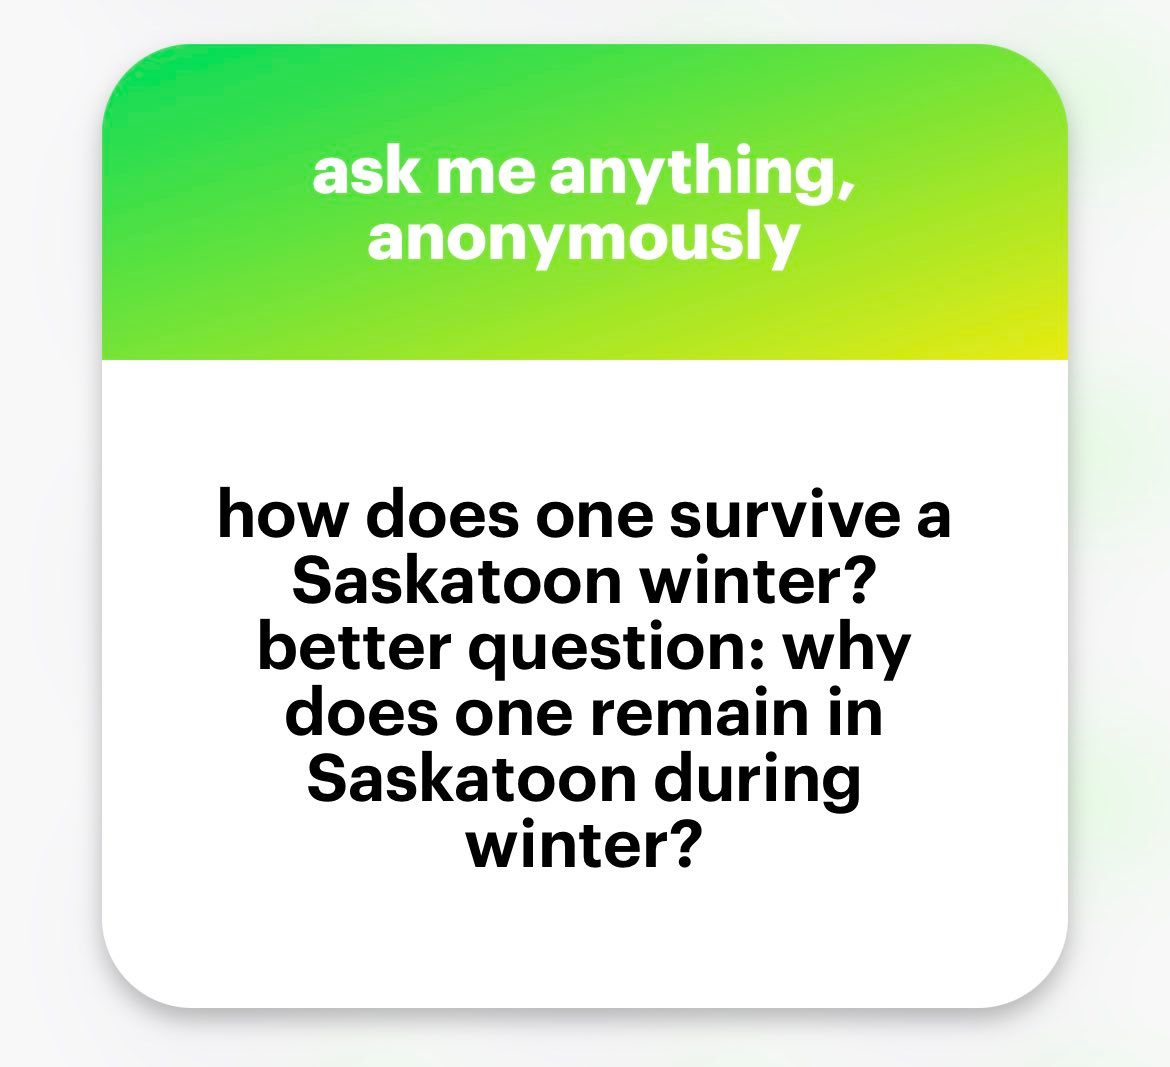 ask me anything,
anonymously
how does one survive a
Saskatoon winter?
better question: why
does one remain in
Saskatoon during
winter?